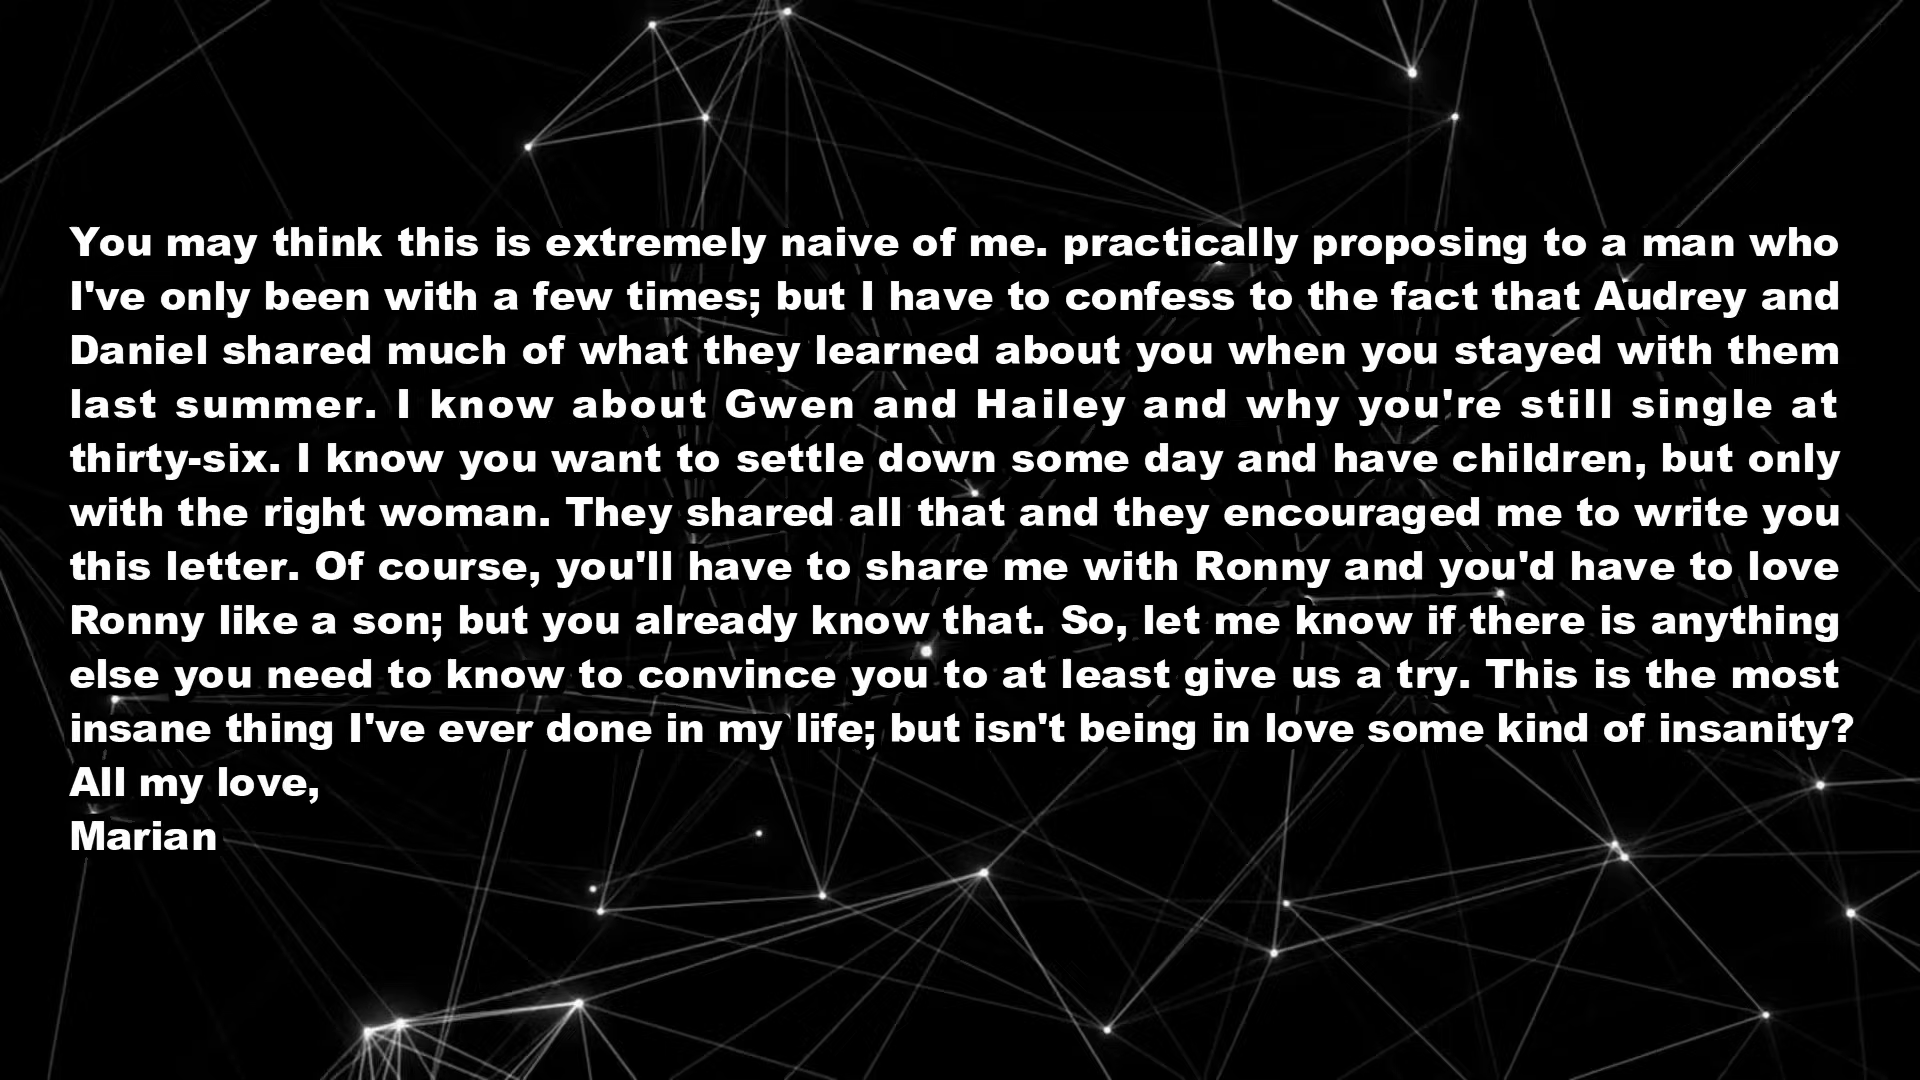 You may think this is extremely naive of me. practically proposing to a man who
I've only been with a few times; but I have to confess to the fact that Audrey and
Daniel shared much of what they learned about you when you stayed with them
last summer. I know about Gwen and Hailey and why you're still single at
thirty-six. I know you want to settle down some day and have children, but only
with the right woman. They shared all that and they encouraged me to write you
this letter. Of course, you'll have to share me with Ronny and you'd have to love
Ronny like a son; but you already know that. So, let me know if there is anything
else you need to know to convince you to at least give us a try. This is the most
insane thing I've ever done in my life; but isn't being in love some kind of insanity?
All my love,
Marian